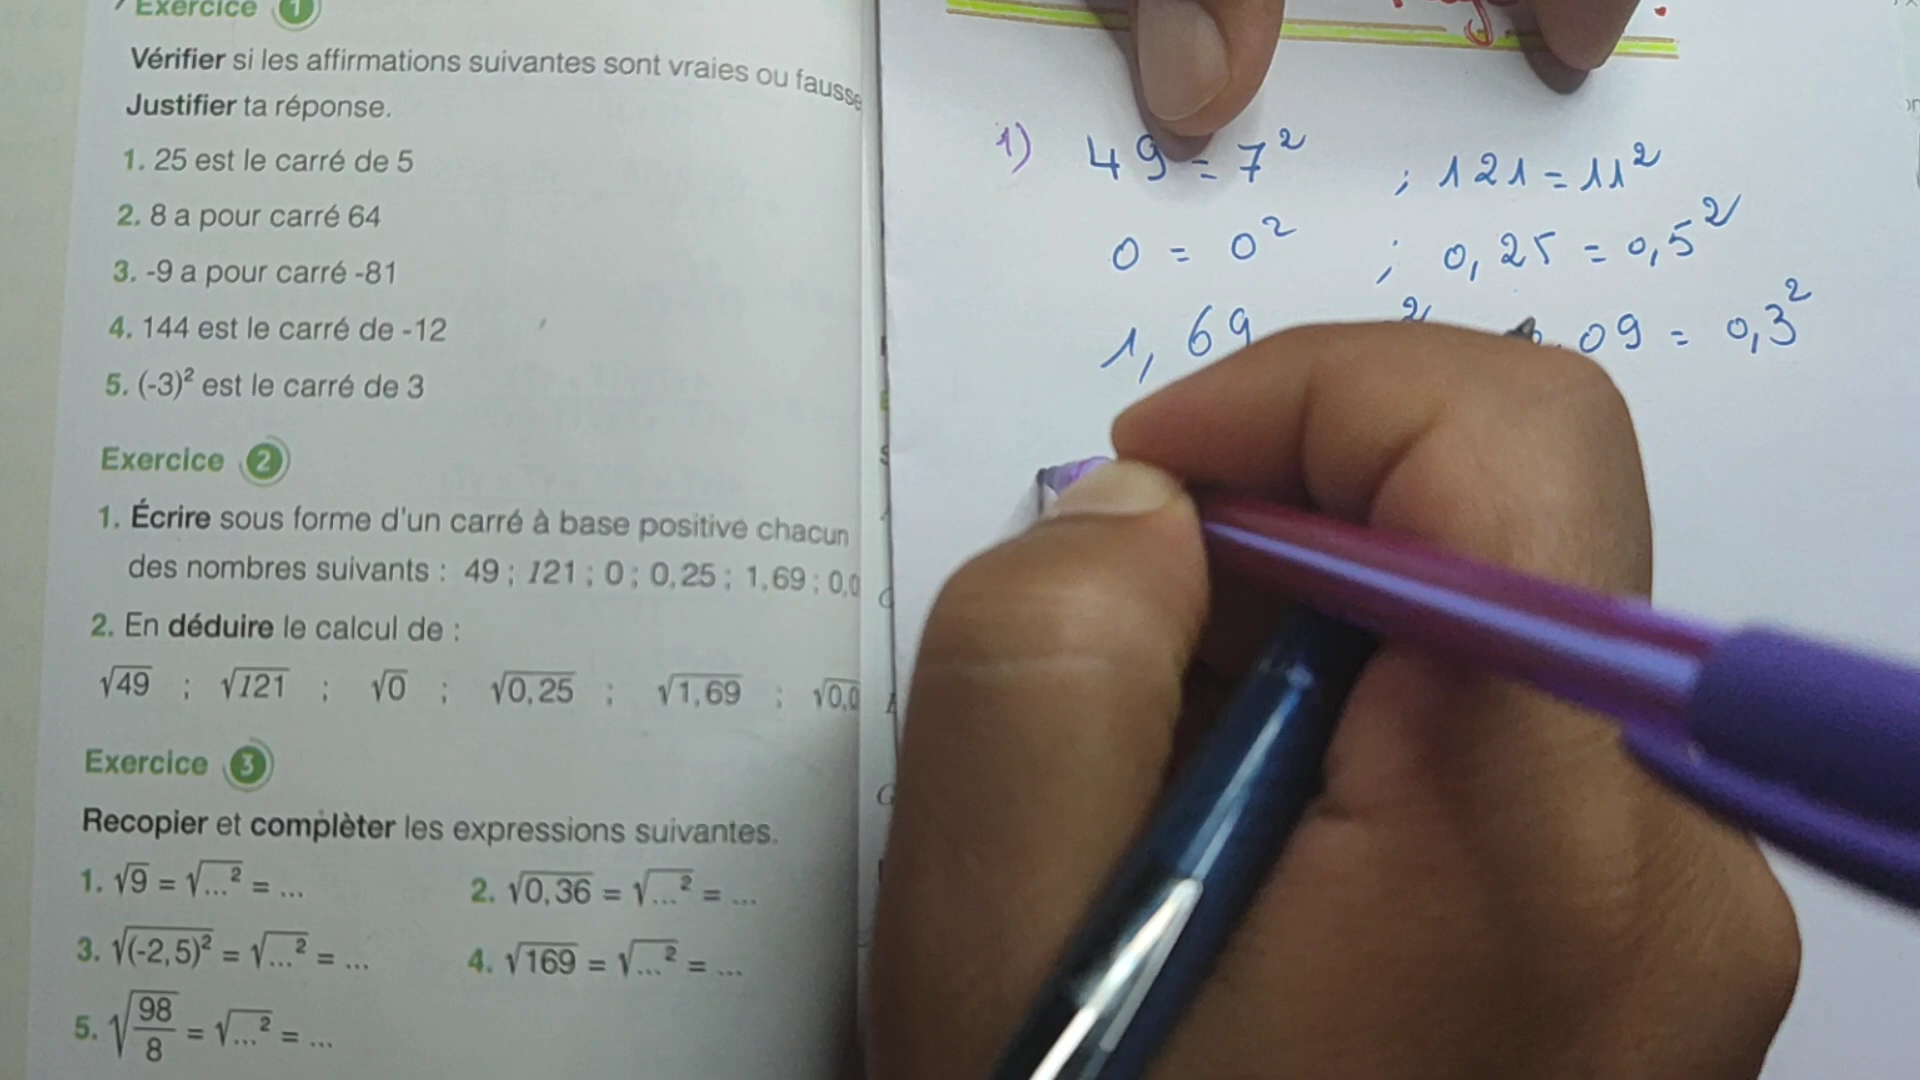 Exercice 1
Vérifier si les affirmations suivantes sont vraies ou fausse
Justifier ta réponse.
1. 25 est le carré de 5
2. 8 a pour carré 64
3. -9 a pour carré -81
4. 144 est le carré de -12
5. (-3)² est le carré de 3
Exercice 2
1. Écrire sous forme d'un carré à base positive chacun
des nombres suivants : 49 ; 121 ; 0 ; 0,25 ; 1,69 ; 0,0
2. En déduire le calcul de :
√49 ; √121 ; √0 ; √0,25 ; √1,69 ; √0,0
Exercice 3
Recopier et complèter les expressions suivantes.
1. √9 = √...² = ...
2. √0,36 = √...² = ...
3. √(-2,5)² = √...² = ...
4. √169 = √...² = ...
5. √98/8 = √...² = ...
1) 49 = 7² ; 121 = 11²
0 = 0² ; 0,25 = 0,5²
1,69 ² 09 = 0,3²